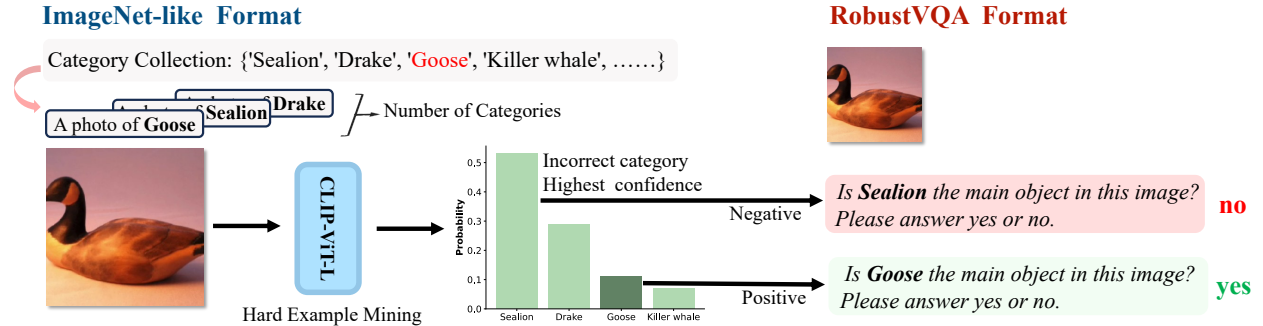 ImageNet-like Format
RobustVQA Format
Category Collection: {'Sealion', 'Drake', 'Goose', 'Killer whale', ……}
Drake
Sealion
A photo of Goose
Number of Categories
CLIP-ViT-L
Hard Example Mining
Probability
0,5
0.4
0.3
0.2
0.1
0.0
Sealion Drake Goose Killer whale
Incorrect category
Highest confidence
Negative
Positive
Is Sealion the main object in this image?
Please answer yes or no.
no
Is Goose the main object in this image?
Please answer yes or no.
yes